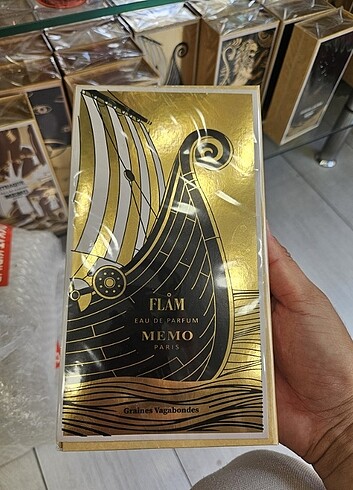 FLÅM
EAU DE PARFUM
MEMO
PARIS
Graines Vagabondes